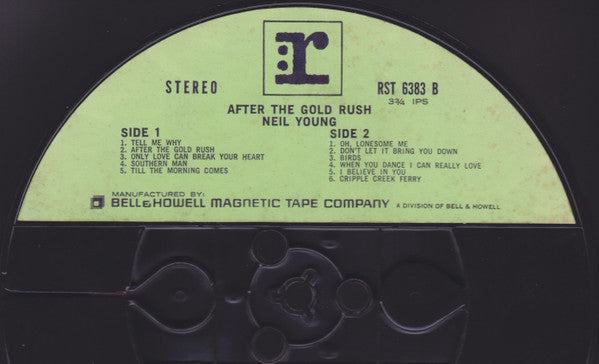 :r
STEREO
RST 6383 B
3¾ IPS
AFTER THE GOLD RUSH
NEIL YOUNG
SIDE 1
1. TELL ME WHY
2. AFTER THE GOLD RUSH
3. ONLY LOVE CAN BREAK YOUR HEART
4. SOUTHERN MAN
5. TILL THE MORNING COMES
SIDE 2
1. OH, LONESOME ME
2. DON'T LET IT BRING YOU DOWN
3. BIRDS
4. WHEN YOU DANCE I CAN REALLY LOVE
5. I BELIEVE IN YOU
6. CRIPPLE CREEK FERRY
MANUFACTURED BY:
BELL & HOWELL MAGNETIC TAPE COMPANY A DIVISION OF BELL & HOWELL